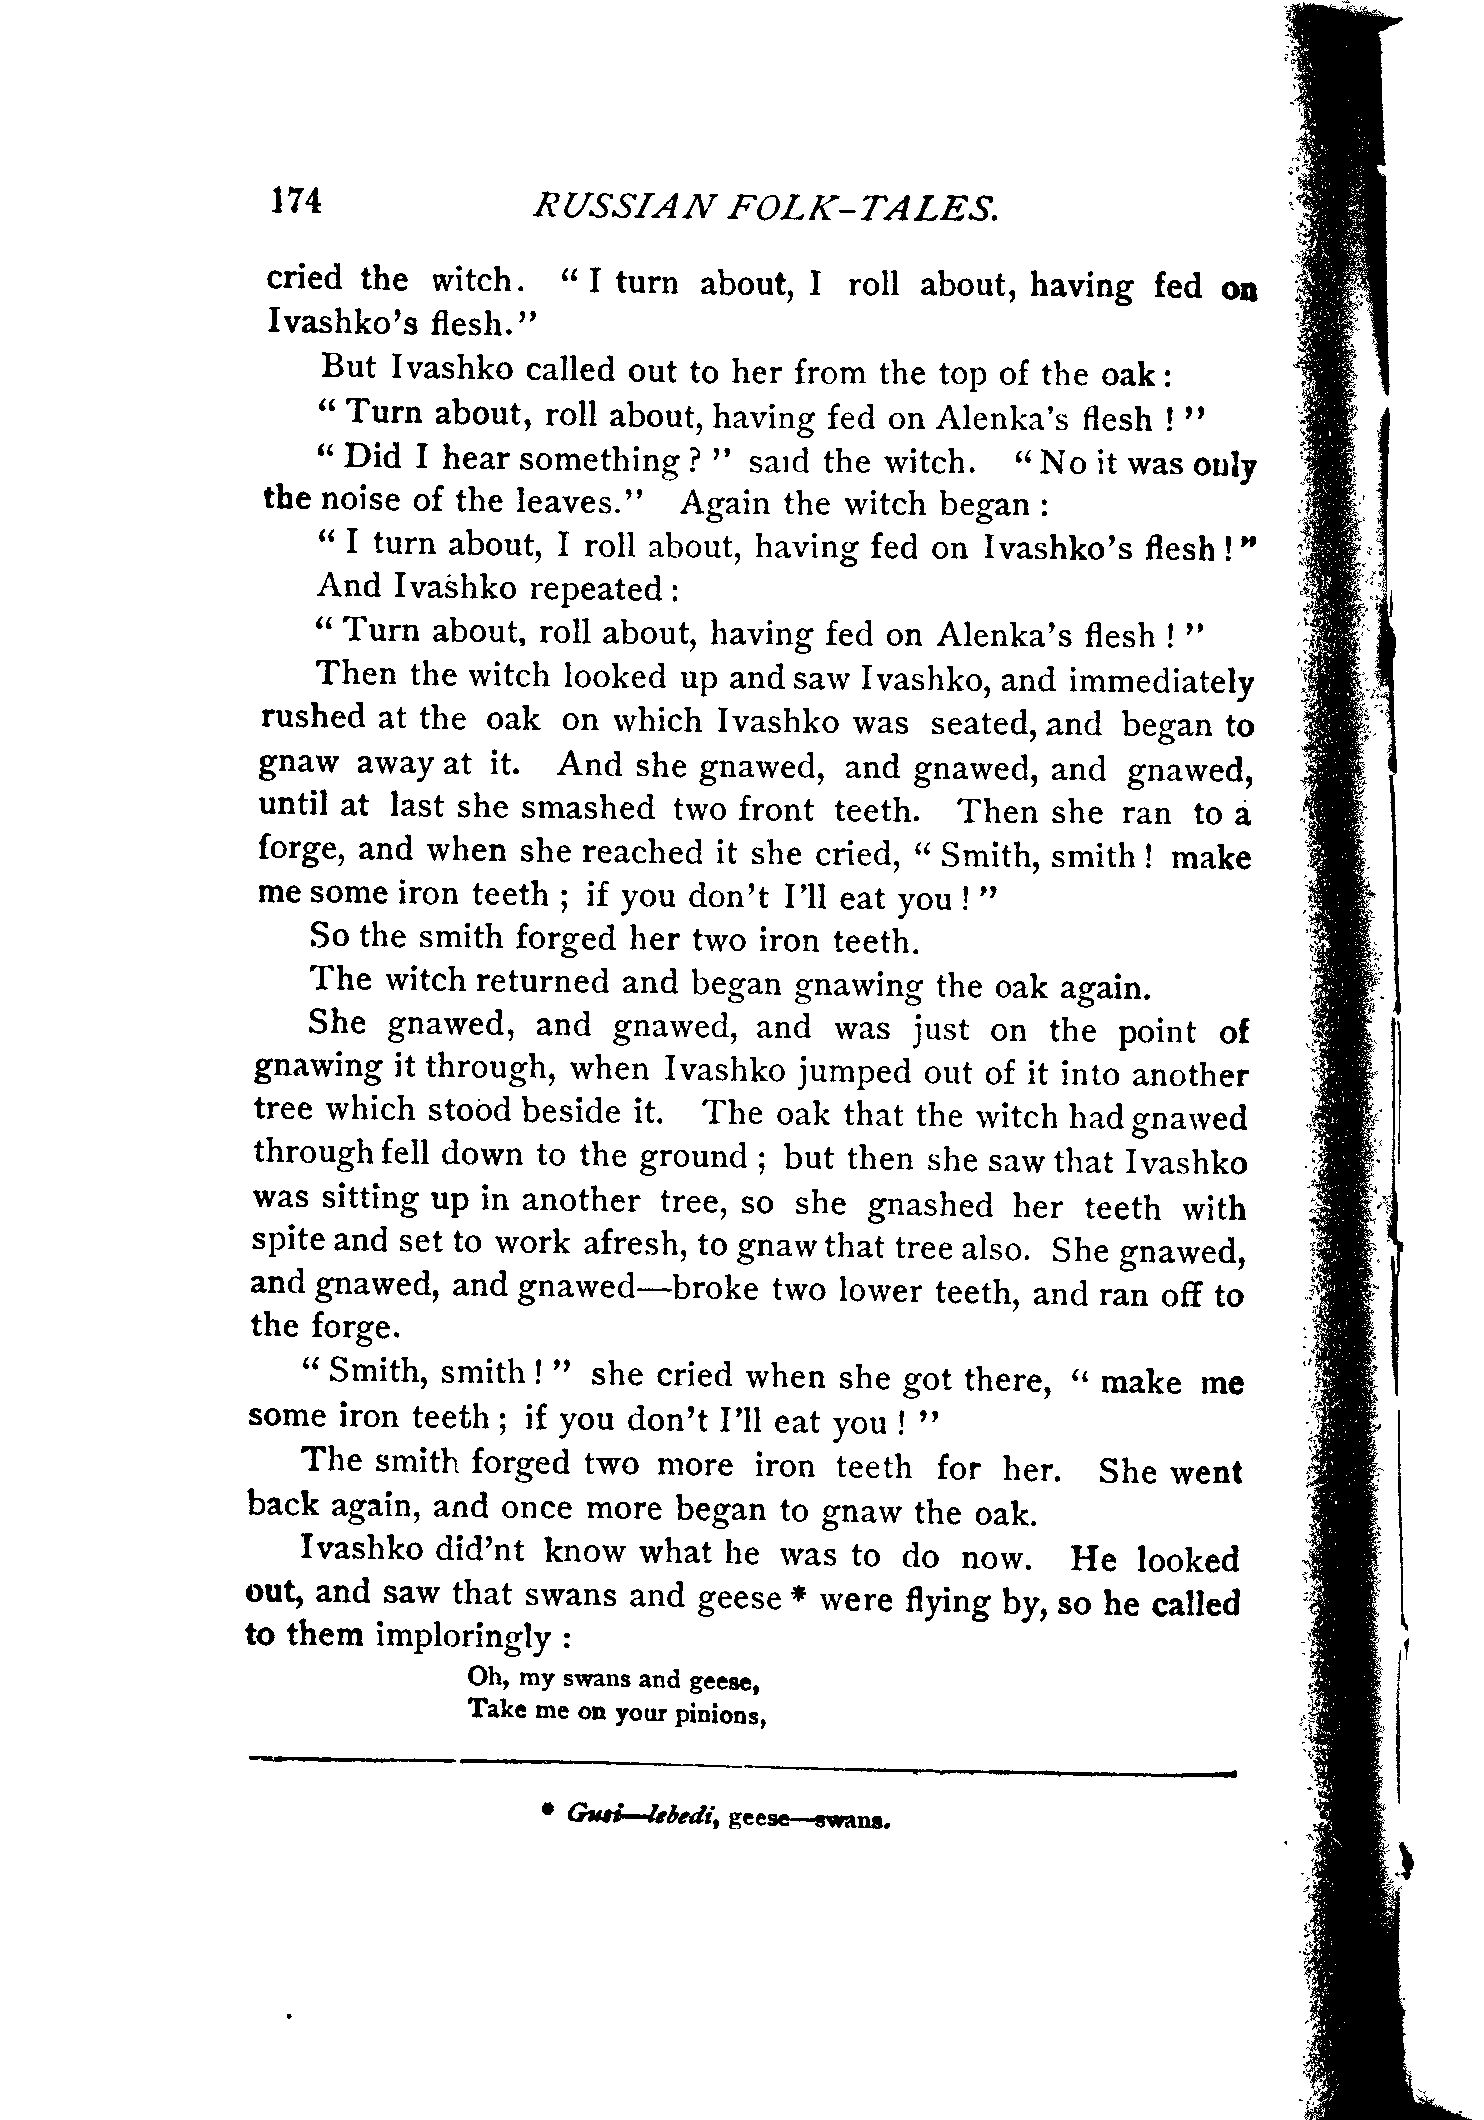 174 RUSSIAN FOLK-TALES.
cried the witch. “ I turn about, I roll about, having fed on
Ivashko's flesh.”
But Ivashko called out to her from the top of the oak :
“ Turn about, roll about, having fed on Alenka's flesh ! ”
“ Did I hear something ? ” said the witch. “ No it was only
the noise of the leaves.” Again the witch began :
“ I turn about, I roll about, having fed on Ivashko's flesh ! ”
And Ivashko repeated :
“ Turn about, roll about, having fed on Alenka's flesh ! ”
Then the witch looked up and saw Ivashko, and immediately
rushed at the oak on which Ivashko was seated, and began to
gnaw away at it. And she gnawed, and gnawed, and gnawed,
until at last she smashed two front teeth. Then she ran to a
forge, and when she reached it she cried, “ Smith, smith ! make
me some iron teeth ; if you don't I'll eat you ! ”
So the smith forged her two iron teeth.
The witch returned and began gnawing the oak again.
She gnawed, and gnawed, and was just on the point of
gnawing it through, when Ivashko jumped out of it into another
tree which stood beside it. The oak that the witch had gnawed
through fell down to the ground ; but then she saw that Ivashko
was sitting up in another tree, so she gnashed her teeth with
spite and set to work afresh, to gnaw that tree also. She gnawed,
and gnawed, and gnawed—broke two lower teeth, and ran off to
the forge.
“ Smith, smith ! ” she cried when she got there, “ make me
some iron teeth ; if you don't I'll eat you ! ”
The smith forged two more iron teeth for her. She went
back again, and once more began to gnaw the oak.
Ivashko did'nt know what he was to do now. He looked
out, and saw that swans and geese * were flying by, so he called
to them imploringly :
Oh, my swans and geese,
Take me on your pinions,
* Gusi—lebedi, geese—swans.